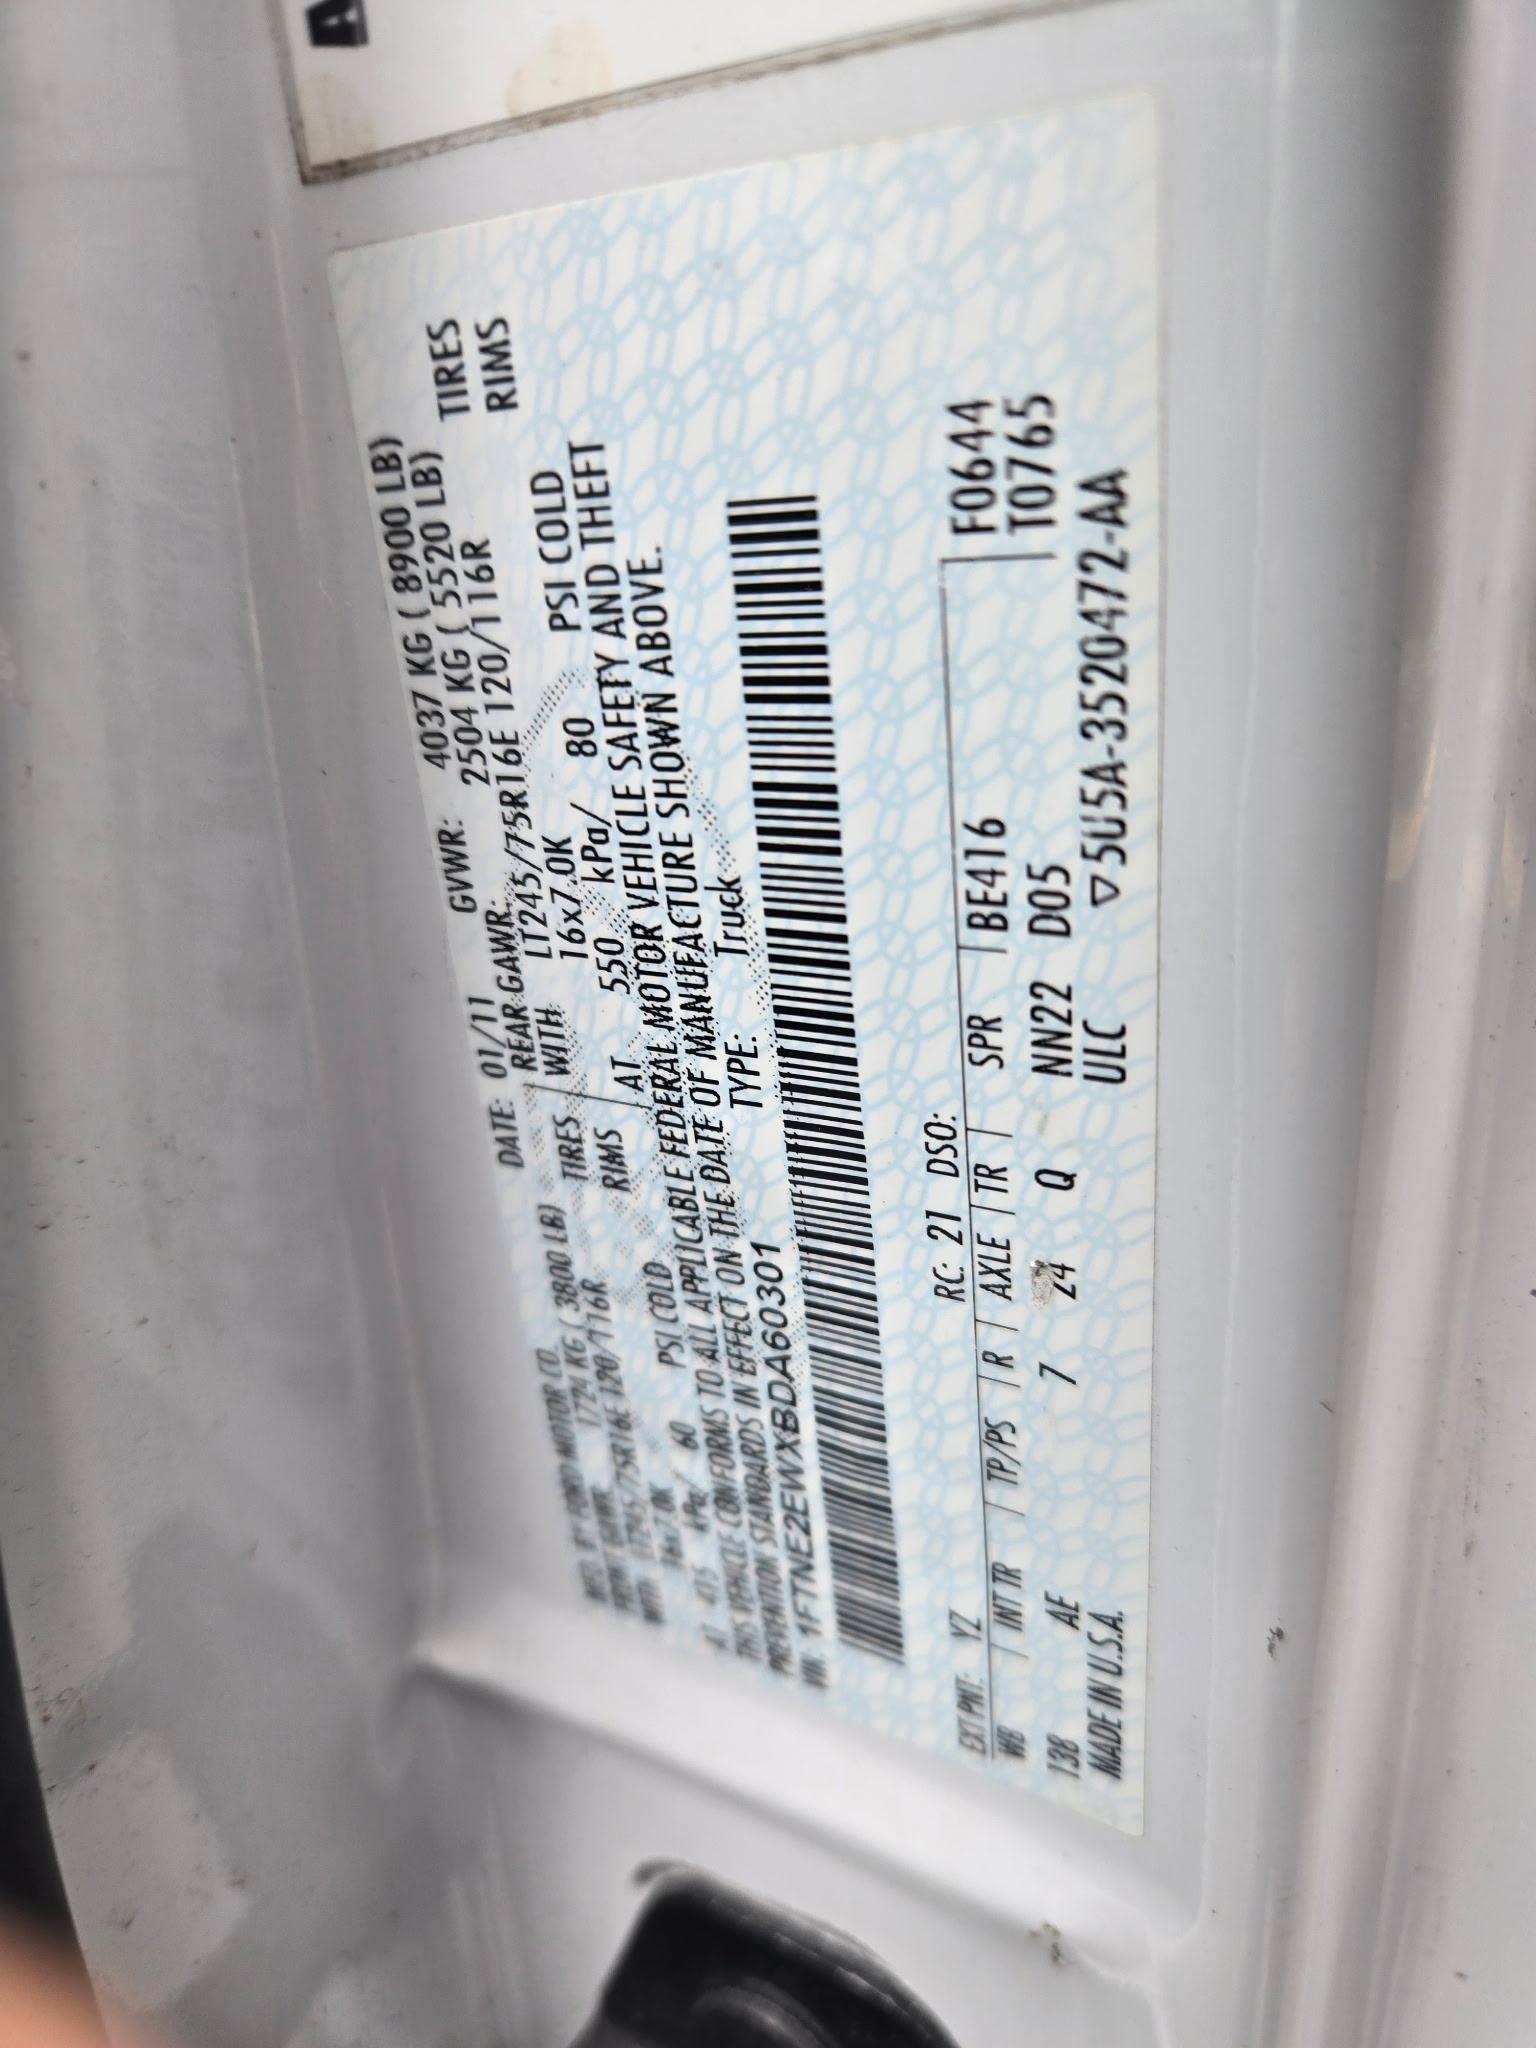 A
MFD. BY FORD MOTOR CO. DATE: 01/11 GVWR: 4037 KG ( 8900 LB)
FRONT GAWR: 1724 KG ( 3800 LB) REAR GAWR: 2504 KG ( 5520 LB)
WITH LT245/75R16E 120/116R TIRES WITH LT245/75R16E 120/116R TIRES
16x7.0K RIMS 16x7.0K RIMS
AT 415 kPa/ 60 PSI COLD AT 550 kPa/ 80 PSI COLD
THIS VEHICLE CONFORMS TO ALL APPLICABLE FEDERAL MOTOR VEHICLE SAFETY AND THEFT
PREVENTION STANDARDS IN EFFECT ON THE DATE OF MANUFACTURE SHOWN ABOVE.
VIN: 1FTNE2EWXBDA60301 TYPE: Truck
EXT PNT: YZ RC: 21 DSO: F0644
WB INT TR TP/PS R AXLE TR SPR BE416 T0765
138 AE 7 24 Q NN22 D05
MADE IN U.S.A. ULC ▽5U5A-3520472-AA